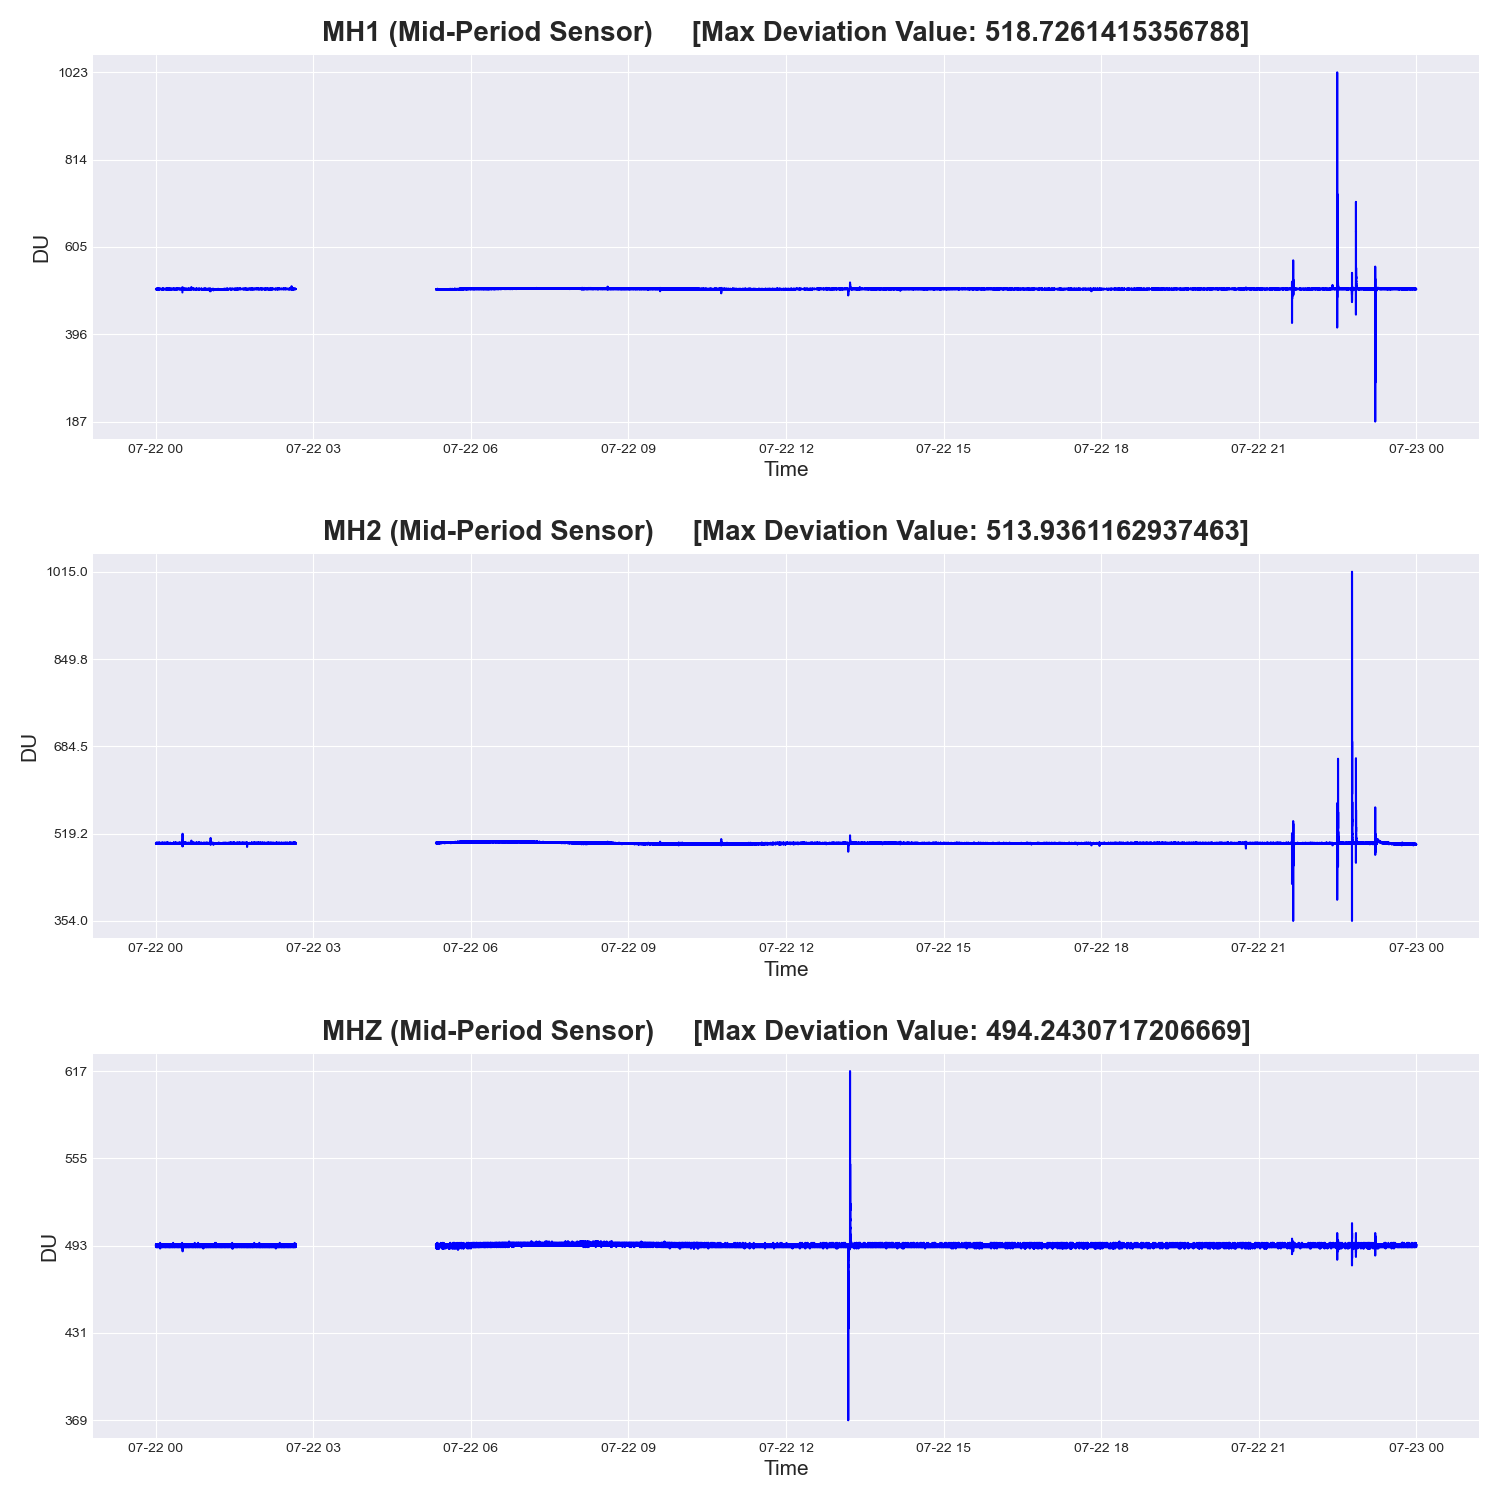 MH1 (Mid-Period Sensor) [Max Deviation Value: 518.7261415356788]
1023
814
605
396
187
DU
07-22 00 07-22 03 07-22 06 07-22 09 07-22 12 07-22 15 07-22 18 07-22 21 07-23 00
Time
MH2 (Mid-Period Sensor) [Max Deviation Value: 513.9361162937463]
1015.0
849.8
684.5
519.2
354.0
DU
07-22 00 07-22 03 07-22 06 07-22 09 07-22 12 07-22 15 07-22 18 07-22 21 07-23 00
Time
MHZ (Mid-Period Sensor) [Max Deviation Value: 494.2430717206669]
617
555
493
431
369
DU
07-22 00 07-22 03 07-22 06 07-22 09 07-22 12 07-22 15 07-22 18 07-22 21 07-23 00
Time